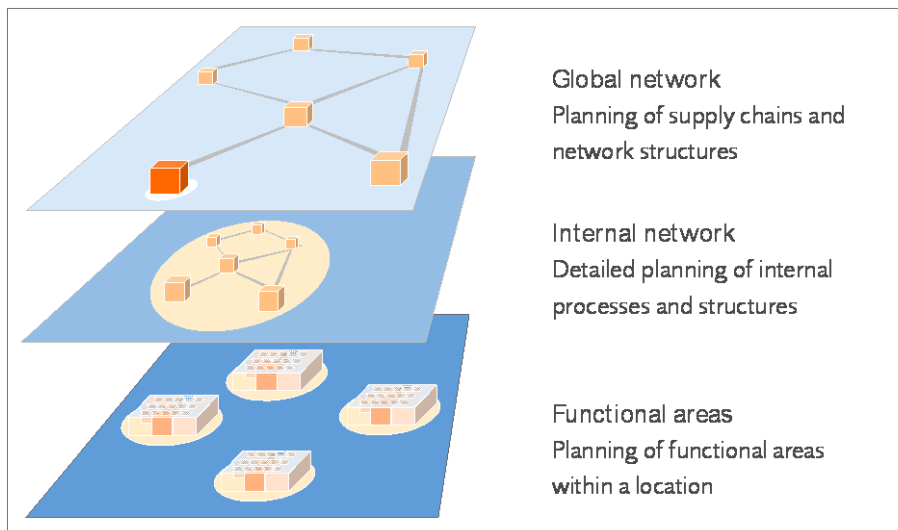 Global network
Planning of supply chains and
network structures
Internal network
Detailed planning of internal
processes and structures
Functional areas
Planning of functional areas
within a location